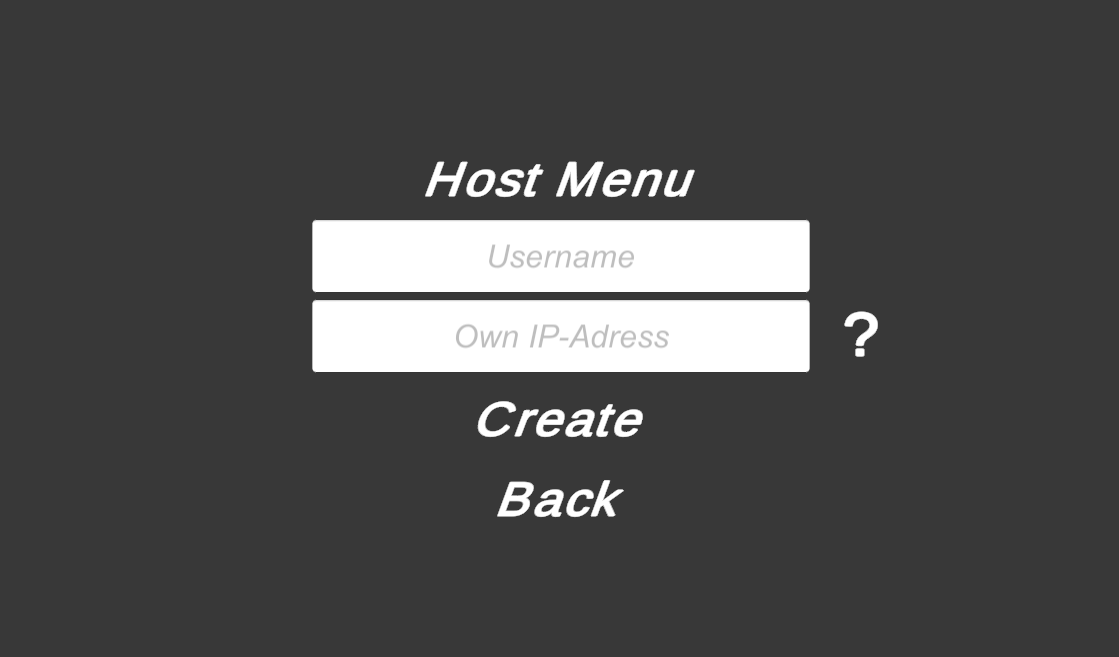 Host Menu
Username
Own IP-Adress
?
Create
Back